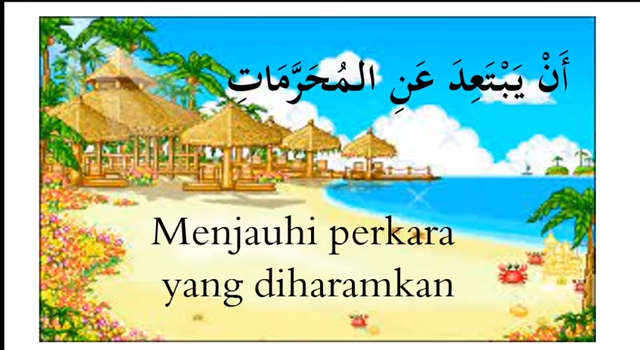 أَنْ يَبْتَعِدَ عَنِ المُحَرَّمَاتِ
Menjauhi perkara
yang diharamkan